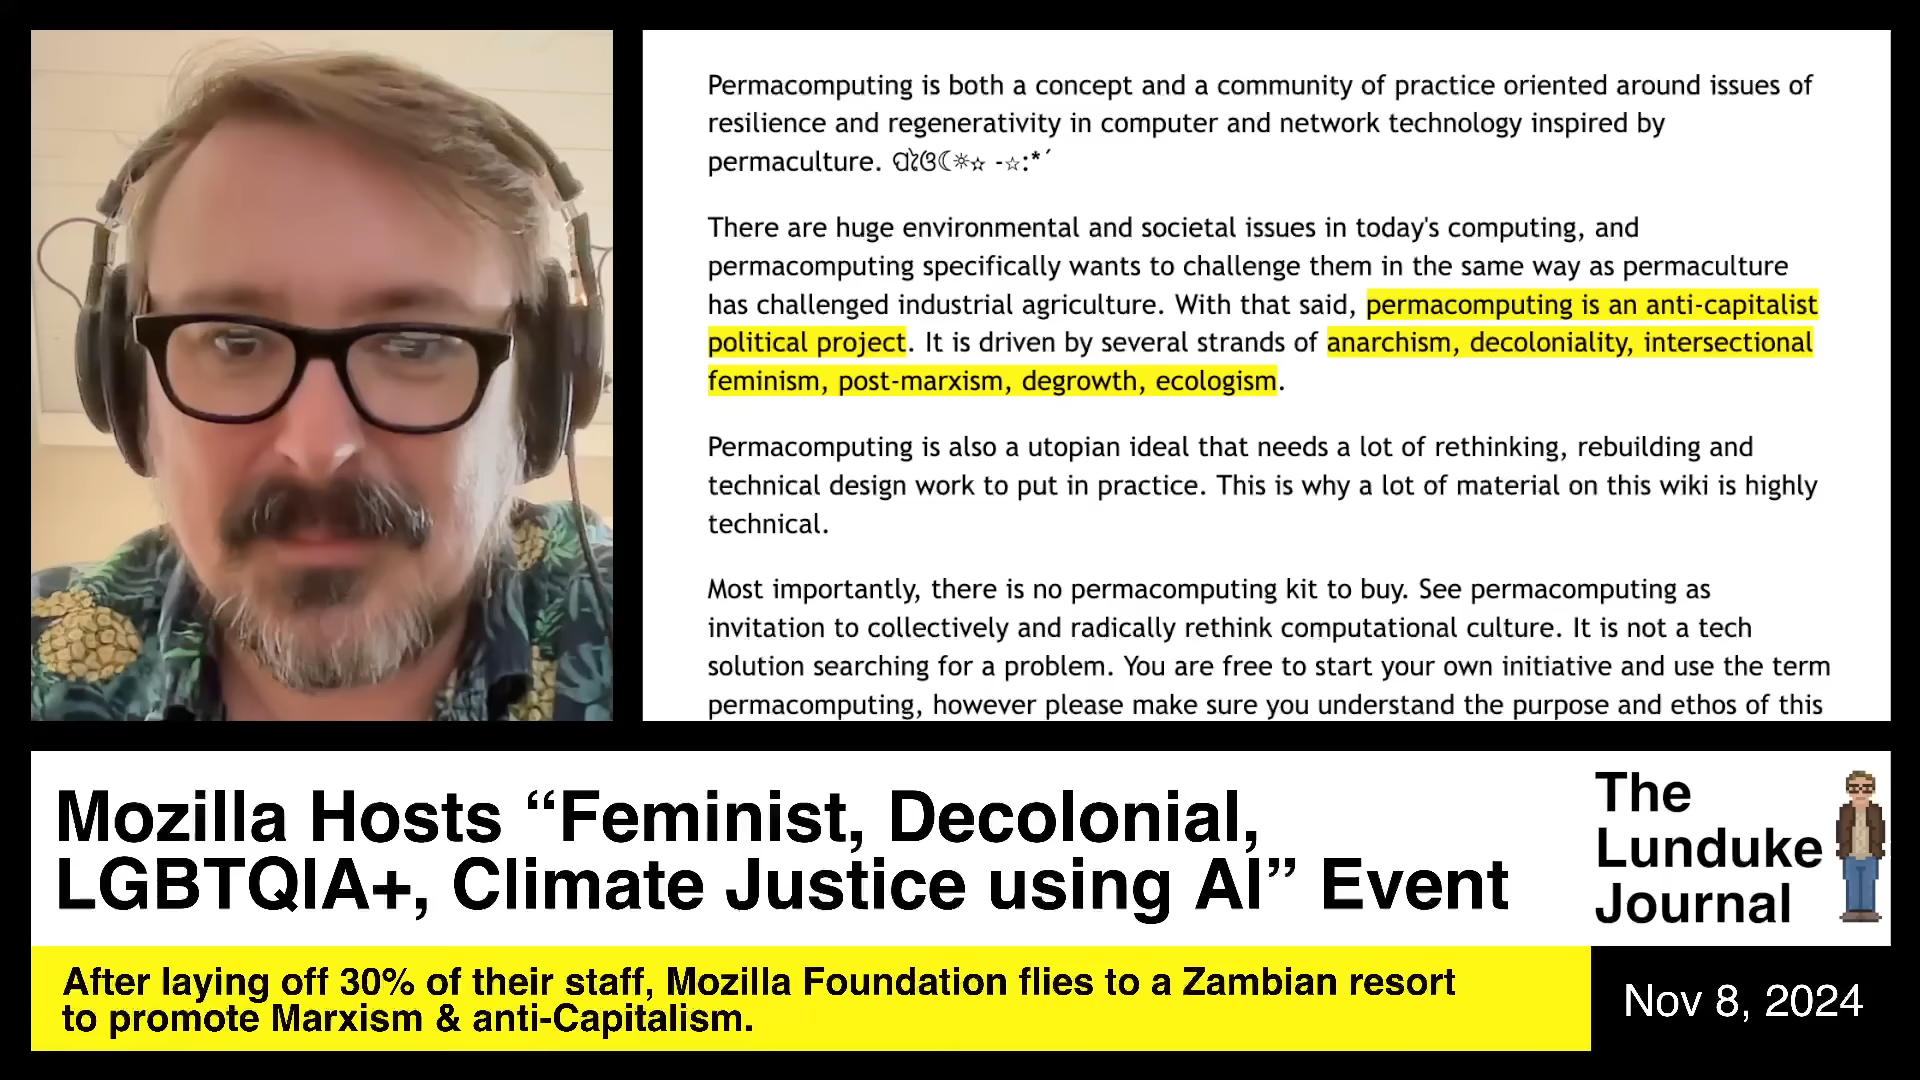 Permacomputing is both a concept and a community of practice oriented around issues of
resilience and regenerativity in computer and network technology inspired by
permaculture. ☾☼☆ -☆:*´
There are huge environmental and societal issues in today's computing, and
permacomputing specifically wants to challenge them in the same way as permaculture
has challenged industrial agriculture. With that said, permacomputing is an anti-capitalist
political project. It is driven by several strands of anarchism, decoloniality, intersectional
feminism, post-marxism, degrowth, ecologism.
Permacomputing is also a utopian ideal that needs a lot of rethinking, rebuilding and
technical design work to put in practice. This is why a lot of material on this wiki is highly
technical.
Most importantly, there is no permacomputing kit to buy. See permacomputing as
invitation to collectively and radically rethink computational culture. It is not a tech
solution searching for a problem. You are free to start your own initiative and use the term
permacomputing, however please make sure you understand the purpose and ethos of this
Mozilla Hosts “Feminist, Decolonial,
LGBTQIA+, Climate Justice using AI” Event
The
Lunduke
Journal
After laying off 30% of their staff, Mozilla Foundation flies to a Zambian resort
to promote Marxism & anti-Capitalism.
Nov 8, 2024